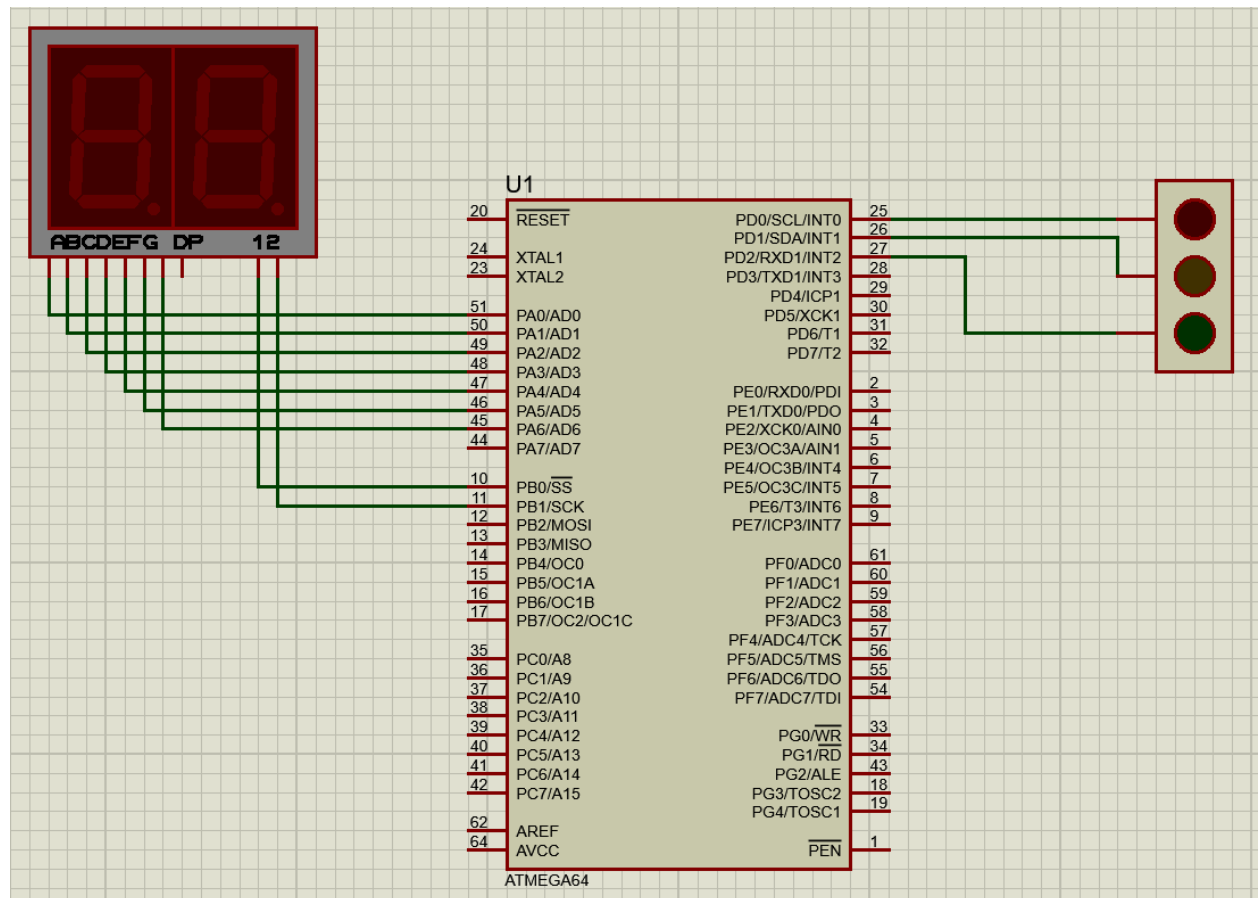 ABCDEFG DP 12
U1
20 RESET
24 XTAL1
23 XTAL2
51 PA0/AD0
50 PA1/AD1
49 PA2/AD2
48 PA3/AD3
47 PA4/AD4
46 PA5/AD5
45 PA6/AD6
44 PA7/AD7
10 PB0/SS
11 PB1/SCK
12 PB2/MOSI
13 PB3/MISO
14 PB4/OC0
15 PB5/OC1A
16 PB6/OC1B
17 PB7/OC2/OC1C
35 PC0/A8
36 PC1/A9
37 PC2/A10
38 PC3/A11
39 PC4/A12
40 PC5/A13
41 PC6/A14
42 PC7/A15
62 AREF
64 AVCC
PD0/SCL/INT0 25
PD1/SDA/INT1 26
PD2/RXD1/INT2 27
PD3/TXD1/INT3 28
PD4/ICP1 29
PD5/XCK1 30
PD6/T1 31
PD7/T2 32
PE0/RXD0/PDI 2
PE1/TXD0/PDO 3
PE2/XCK0/AIN0 4
PE3/OC3A/AIN1 5
PE4/OC3B/INT4 6
PE5/OC3C/INT5 7
PE6/T3/INT6 8
PE7/ICP3/INT7 9
PF0/ADC0 61
PF1/ADC1 60
PF2/ADC2 59
PF3/ADC3 58
PF4/ADC4/TCK 57
PF5/ADC5/TMS 56
PF6/ADC6/TDO 55
PF7/ADC7/TDI 54
PG0/WR 33
PG1/RD 34
PG2/ALE 43
PG3/TOSC2 18
PG4/TOSC1 19
PEN 1
ATMEGA64